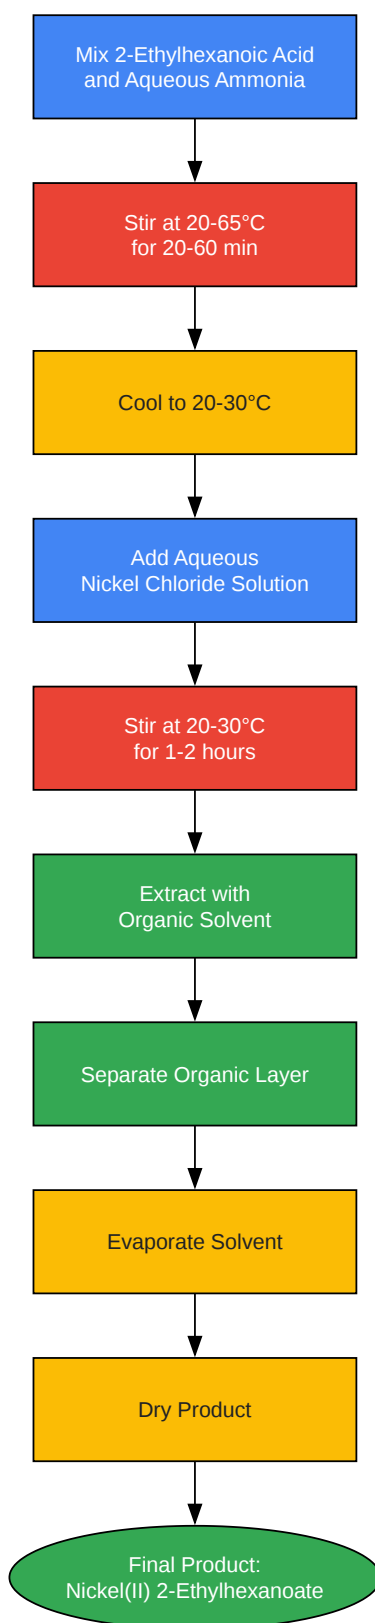 Mix 2-Ethylhexanoic Acid
and Aqueous Ammonia
Stir at 20-65°C
for 20-60 min
Cool to 20-30°C
Add Aqueous
Nickel Chloride Solution
Stir at 20-30°C
for 1-2 hours
Extract with
Organic Solvent
Separate Organic Layer
Evaporate Solvent
Dry Product
Final Product:
Nickel(II) 2-Ethylhexanoate